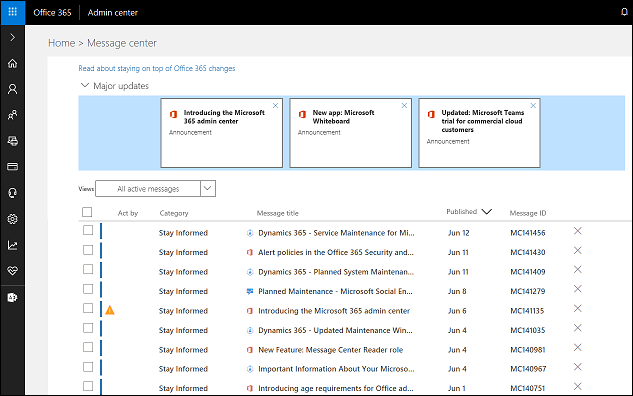 Office 365 Admin center
Home > Message center
Read about staying on top of Office 365 changes
Major updates
Introducing the Microsoft
365 admin center
Announcement
New app: Microsoft
Whiteboard
Announcement
Updated: Microsoft Teams
trial for commercial cloud
customers
Announcement
Views All active messages
Act by Category Message title Published Message ID
Stay Informed Dynamics 365 - Service Maintenance for Mi... Jun 12 MC141456
Stay Informed Alert policies in the Office 365 Security and... Jun 11 MC141430
Stay Informed Dynamics 365 - Planned System Maintenan... Jun 11 MC141409
Stay Informed Planned Maintenance - Microsoft Social En... Jun 8 MC141279
Stay Informed Introducing the Microsoft 365 admin center Jun 6 MC141135
Stay Informed Dynamics 365 - Updated Maintenance Win... Jun 4 MC141035
Stay Informed New Feature: Message Center Reader role Jun 4 MC140981
Stay Informed Important Information About Your Microso... Jun 4 MC140967
Stay Informed Introducing age requirements for Office ad... Jun 1 MC140751